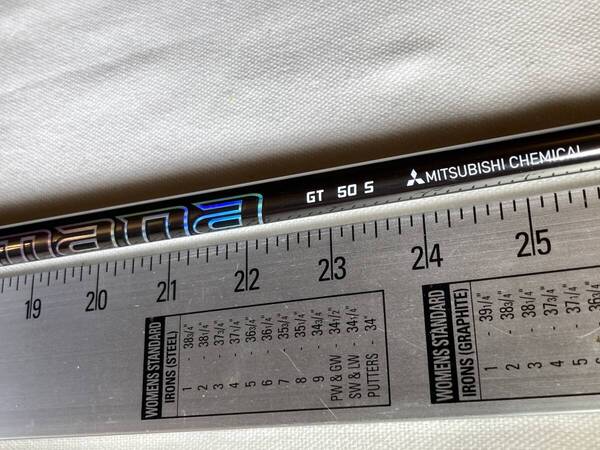 mana GT 50 S MITSUBISHI CHEMICAL
19 20 21 22 23 24 25
WOMENS STANDARD
IRONS (STEEL)
1 - 38 3/4"
2 - 38 1/4"
3 - 37 3/4"
4 - 37 1/4"
5 - 36 3/4"
6 - 36 1/4"
7 - 35 3/4"
8 - 35 1/4"
9 - 34 3/4"
PW & GW - 34 1/2"
SW & LW - 34 1/4"
PUTTERS - 34"
WOMENS STANDARD
IRONS (GRAPHITE)
1 - 39 1/4"
2 - 38 3/4"
3 - 38 1/4"
4 - 37 3/4"
5 - 37 1/4"
6